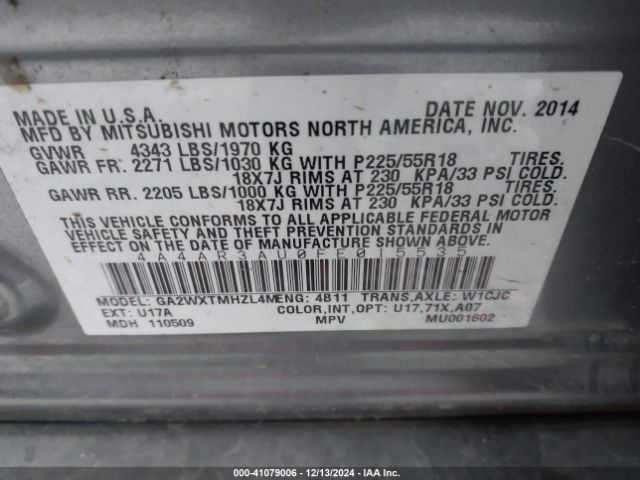 MADE IN U.S.A. DATE NOV. 2014
MFD BY MITSUBISHI MOTORS NORTH AMERICA, INC.
GVWR 4343 LBS/1970 KG
GAWR FR. 2271 LBS/1030 KG WITH P225/55R18 TIRES.
18X7J RIMS AT 230 KPA/33 PSI COLD.
GAWR RR. 2205 LBS/1000 KG WITH P225/55R18 TIRES.
18X7J RIMS AT 230 KPA/33 PSI COLD.
THIS VEHICLE CONFORMS TO ALL APPLICABLE FEDERAL MOTOR
VEHICLE SAFETY AND THEFT PREVENTION STANDARDS IN
EFFECT ON THE DATE OF MANUFACTURE SHOWN ABOVE.
4A4AR3AU0FE015535
MODEL: GA2WXTMHZL4M ENG: 4B11 TRANS,AXLE: W1CJC
EXT: U17A COLOR,INT,OPT: U17,71X,A07
MDH 110509 MPV MU001602
000-41079006 - 12/13/2024 - IAA Inc.